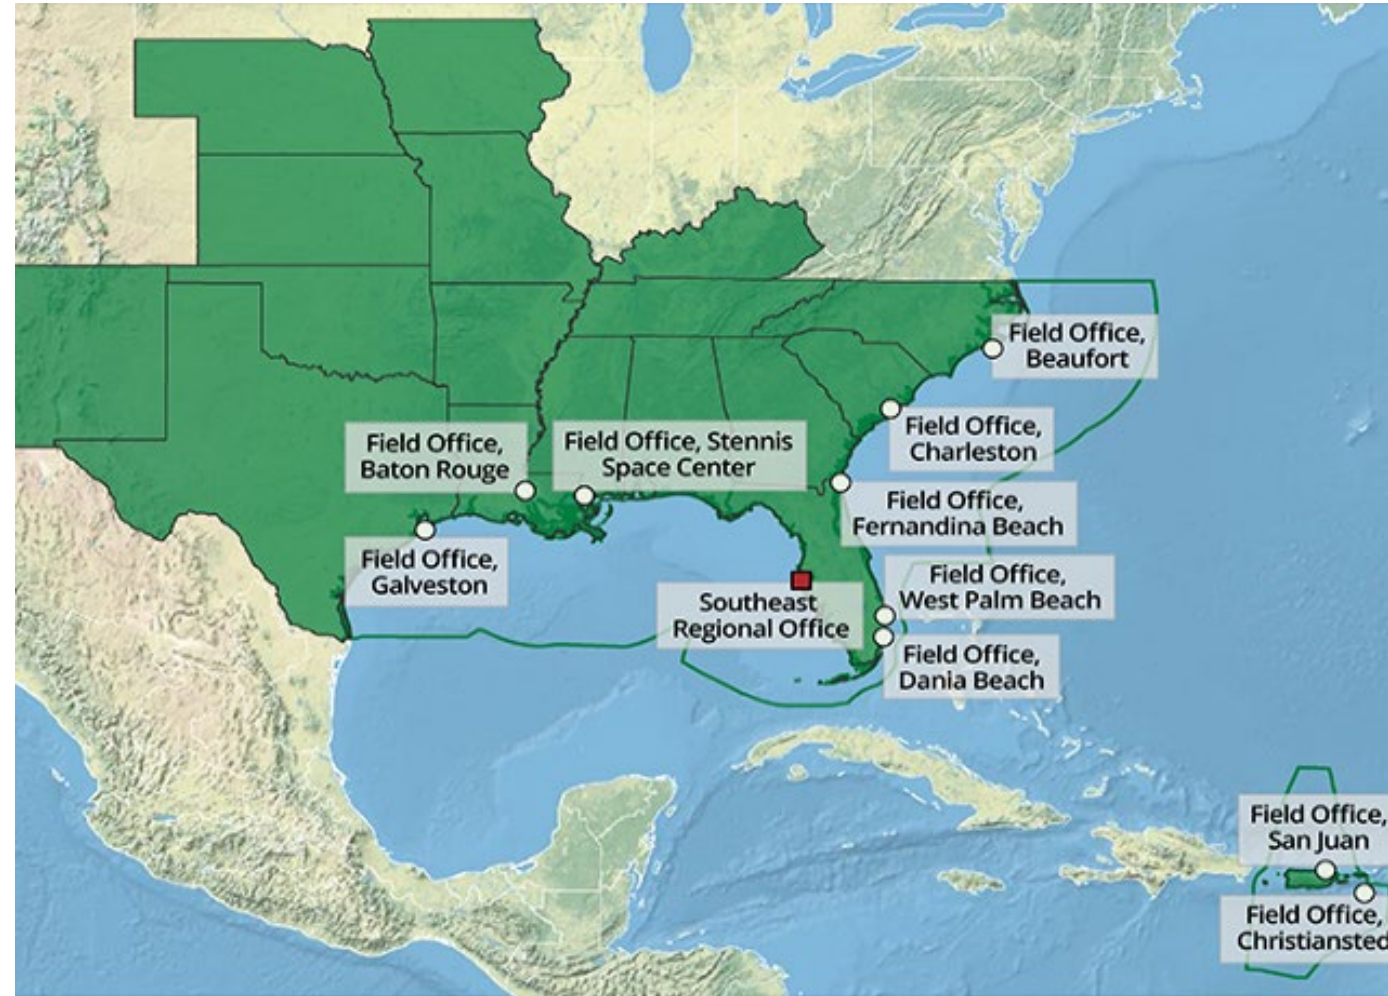 Field Office,
Beaufort
Field Office,
Charleston
Field Office,
Baton Rouge
Field Office, Stennis
Space Center
Field Office,
Fernandina Beach
Field Office,
Galveston
Field Office,
West Palm Beach
Southeast
Regional Office
Field Office,
Dania Beach
Field Office,
San Juan
Field Office,
Christiansted